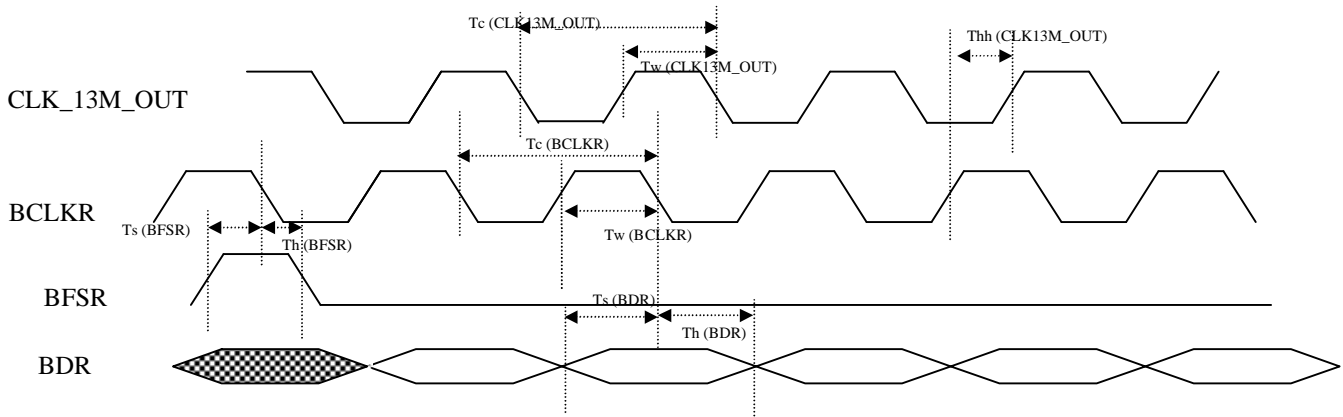 Tc (CLK13M_OUT)
Thh (CLK13M_OUT)
Tw (CLK13M_OUT)
CLK_13M_OUT
Tc (BCLKR)
BCLKR
Ts (BFSR)
Th (BFSR)
Tw (BCLKR)
BFSR
Ts (BDR)
Th (BDR)
BDR